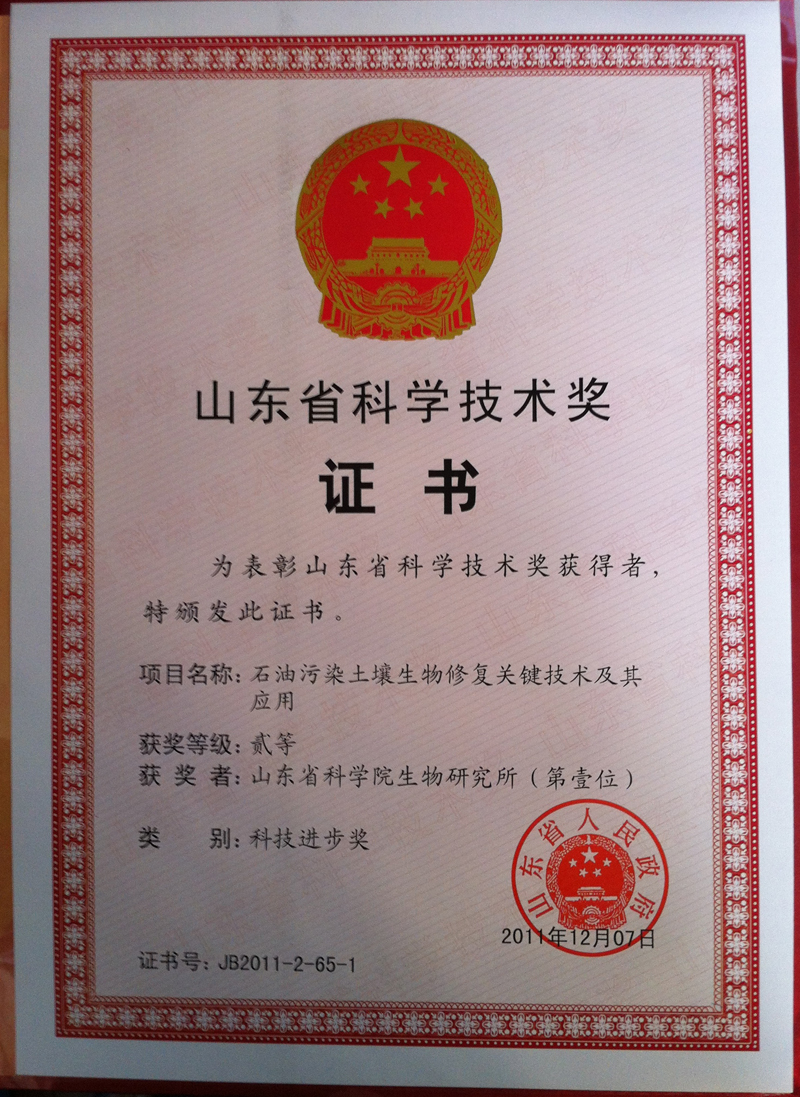 山东省科学技术奖
证书
为表彰山东省科学技术奖获得者，
特颁发此证书。
项目名称：石油污染土壤生物修复关键技术及其
应用
获奖等级：贰等
获奖者：山东省科学院生物研究所（第壹位）
类别：科技进步奖
山东省人民政府
2011年12月07日
证书号：JB2011-2-65-1